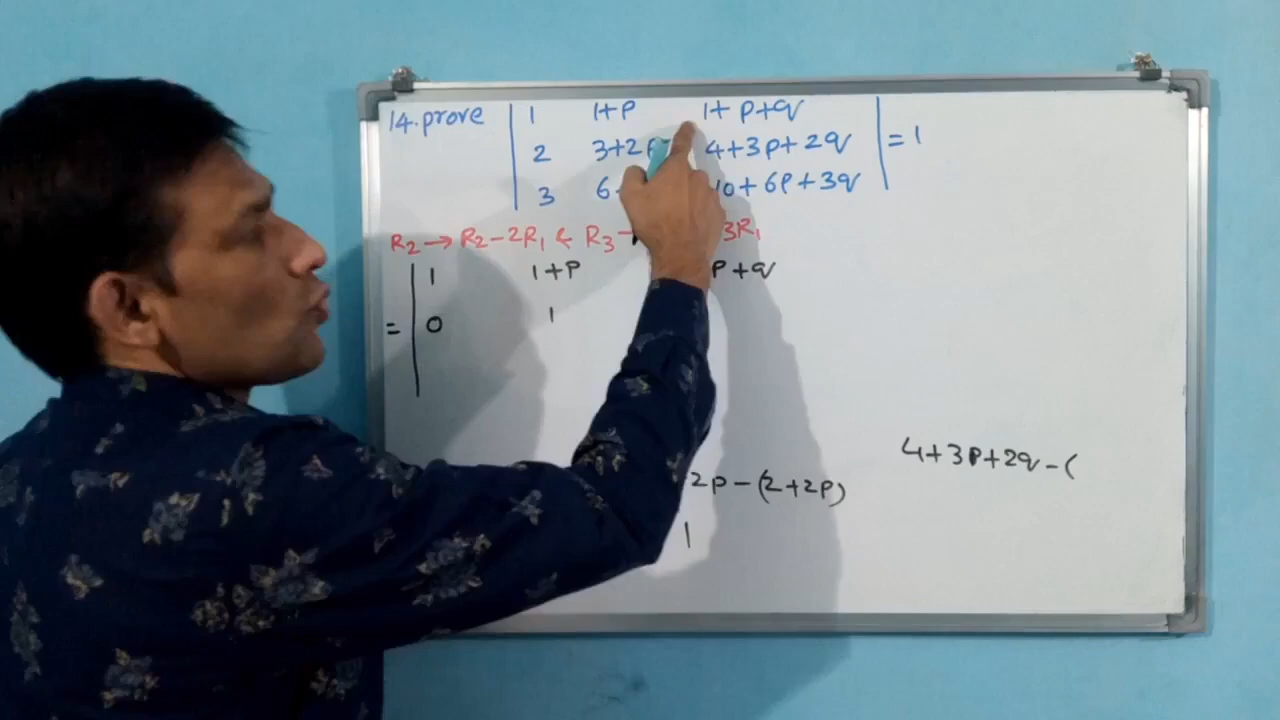 14. prove | 1 1+p 1+p+q |
| 2 3+2p 4+3p+2q | = 1
| 3 6+ 10+6p+3q |
R2 → R2-2R1 & R3 → 3R1
| 1 1+p p+q
= | 0 1
4+3p+2q-(
2p-(2+2p)
1